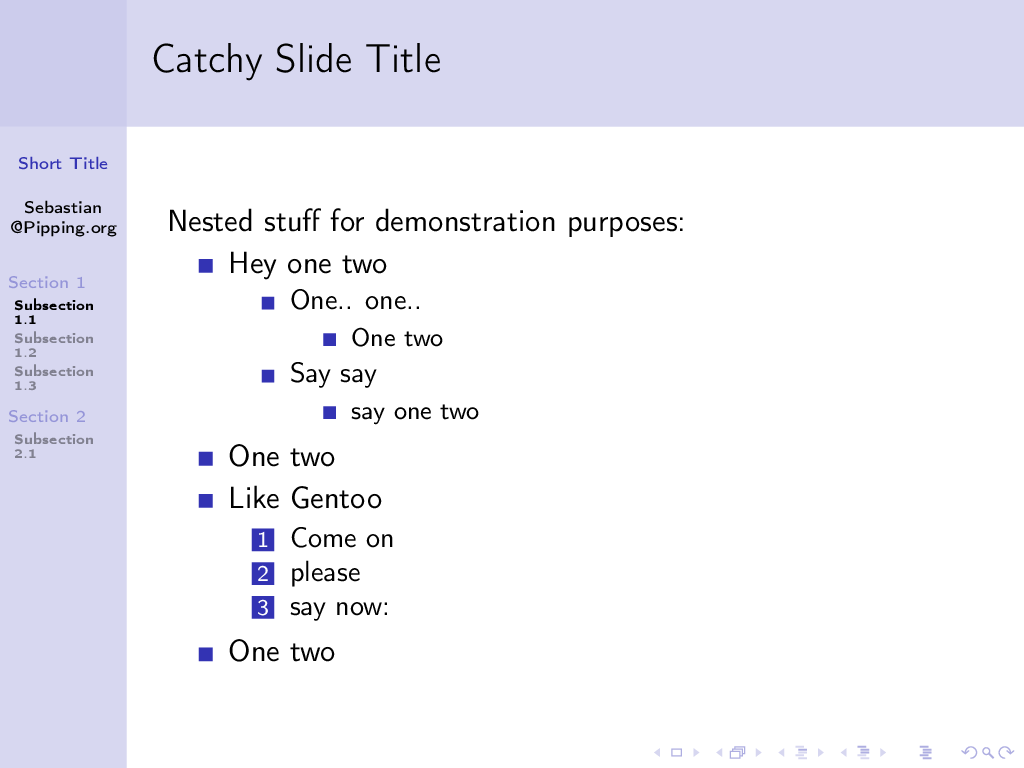 Catchy Slide Title
Short Title
Sebastian
@Pipping.org
Section 1
Subsection
1.1
Subsection
1.2
Subsection
1.3
Section 2
Subsection
2.1
Nested stuff for demonstration purposes:
Hey one two
One.. one..
One two
Say say
say one two
One two
Like Gentoo
1 Come on
2 please
3 say now:
One two